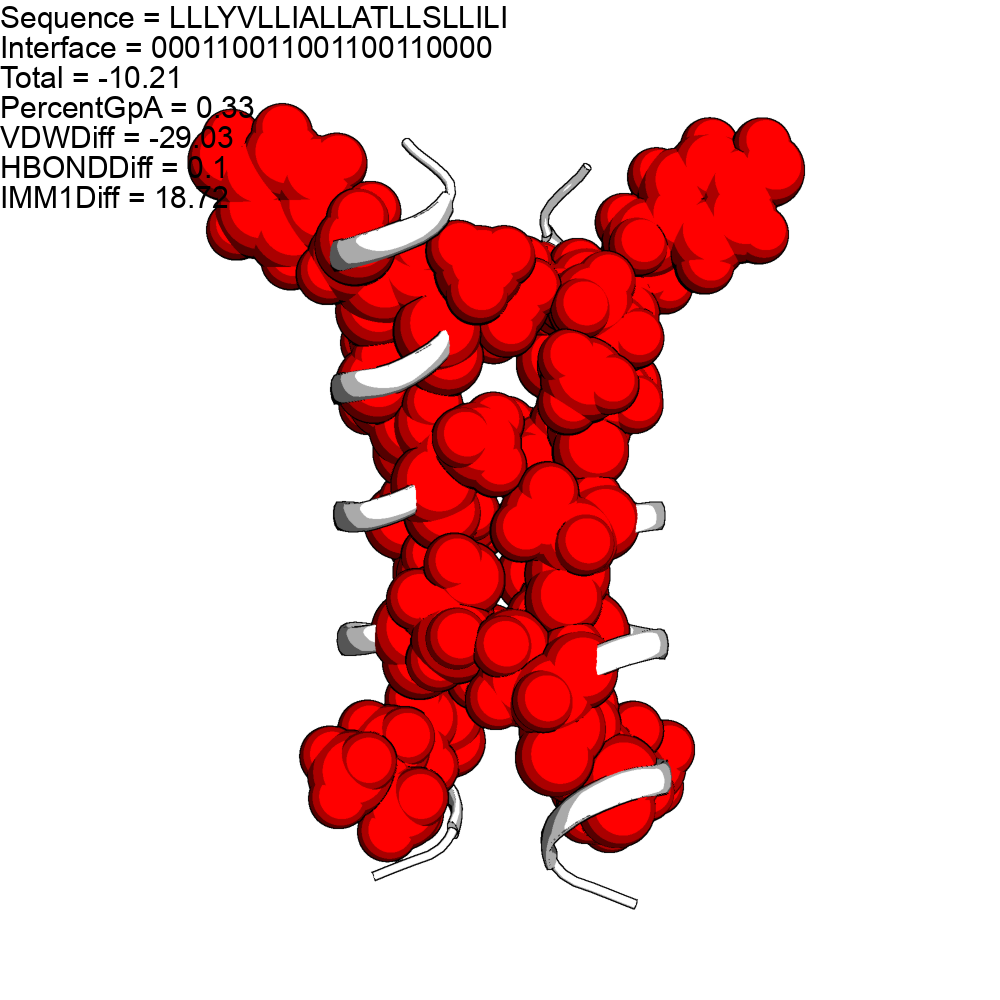 Sequence = LLLYVLLIALLATLLSLLILI
Interface = 000110011001100110000
Total = -10.21
PercentGpA = 0.33
VDWDiff = -29.03
HBONDDiff = 0.1
IMM1Diff = 18.72